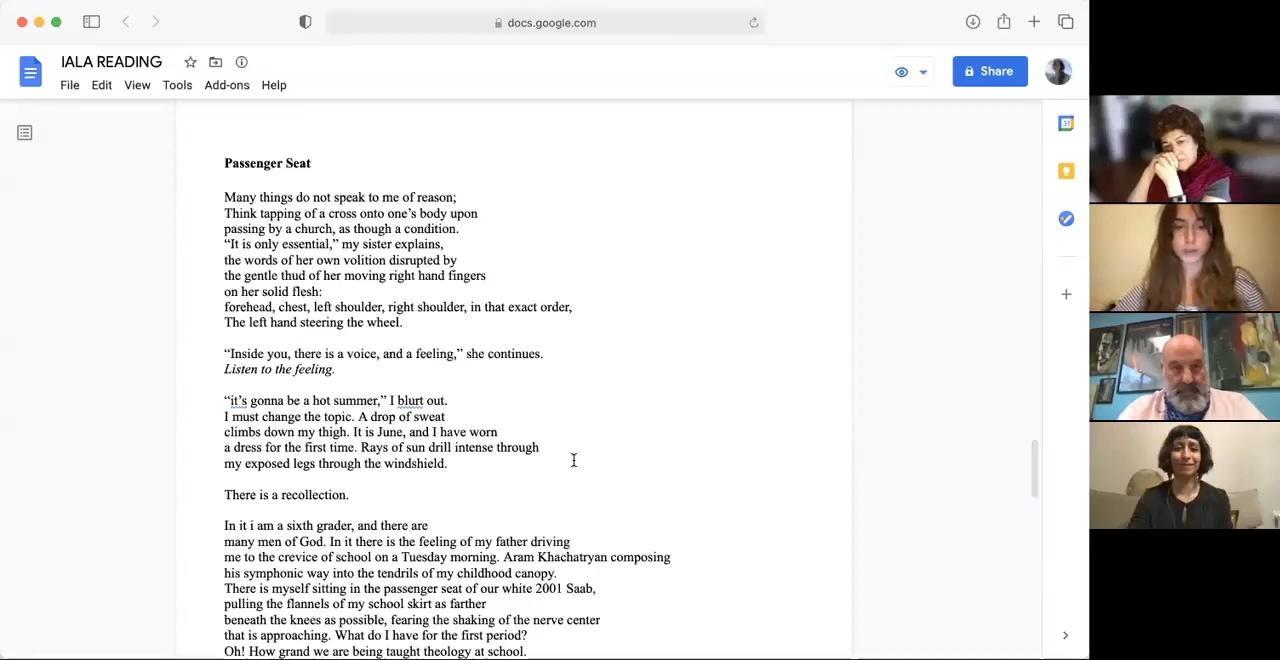 docs.google.com
IALA READING
File Edit View Tools Add-ons Help
Share
31
Passenger Seat
Many things do not speak to me of reason;
Think tapping of a cross onto one's body upon
passing by a church, as though a condition.
“It is only essential,” my sister explains,
the words of her own volition disrupted by
the gentle thud of her moving right hand fingers
on her solid flesh:
forehead, chest, left shoulder, right shoulder, in that exact order,
The left hand steering the wheel.
“Inside you, there is a voice, and a feeling,” she continues.
Listen to the feeling.
“it’s gonna be a hot summer,” I blurt out.
I must change the topic. A drop of sweat
climbs down my thigh. It is June, and I have worn
a dress for the first time. Rays of sun drill intense through
my exposed legs through the windshield.
There is a recollection.
In it i am a sixth grader, and there are
many men of God. In it there is the feeling of my father driving
me to the crevice of school on a Tuesday morning. Aram Khachatryan composing
his symphonic way into the tendrils of my childhood canopy.
There is myself sitting in the passenger seat of our white 2001 Saab,
pulling the flannels of my school skirt as farther
beneath the knees as possible, fearing the shaking of the nerve center
that is approaching. What do I have for the first period?
Oh! How grand we are being taught theology at school.